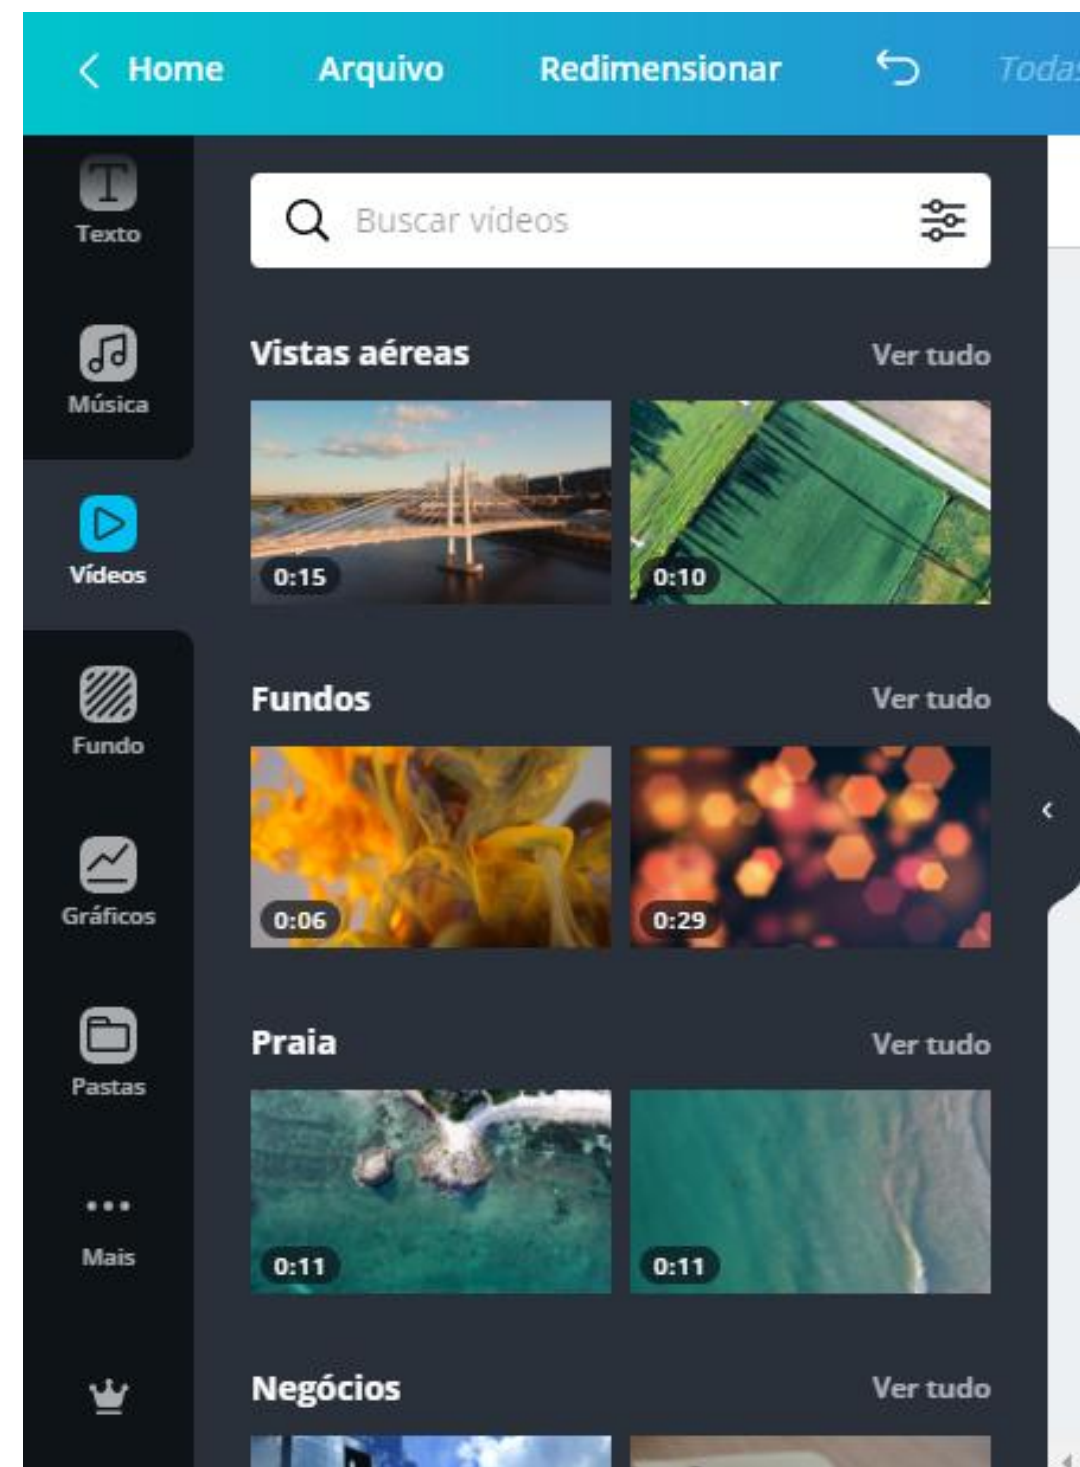 Home Arquivo Redimensionar Todas
Texto
Buscar vídeos
Música
Vistas aéreas Ver tudo
0:15 0:10
Vídeos
Fundos Ver tudo
0:06 0:29
Fundo
Gráficos
Praia Ver tudo
0:11 0:11
Pastas
Mais
Negócios Ver tudo